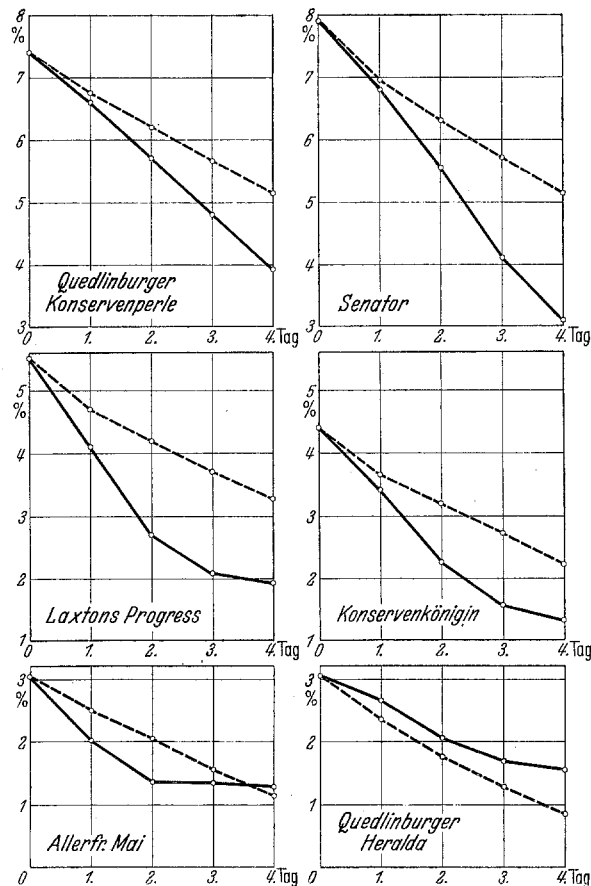 8
%
7
6
5
4
3
Quedlinburger
Konservenperle
0 1. 2. 3. 4. Tag
8
%
7
6
5
4
3
Senator
0 1. 2. 3. 4. Tag
5
%
4
3
2
1
Laxtons Progress
0 1. 2. 3. 4. Tag
5
%
4
3
2
1
Konservenkönigin
0 1. 2. 3. 4. Tag
3
%
2
1
Allerfr. Mai
0 1. 2. 3. 4. Tag
3
%
2
1
Quedlinburger
Heralda
0 1. 2. 3. 4. Tag